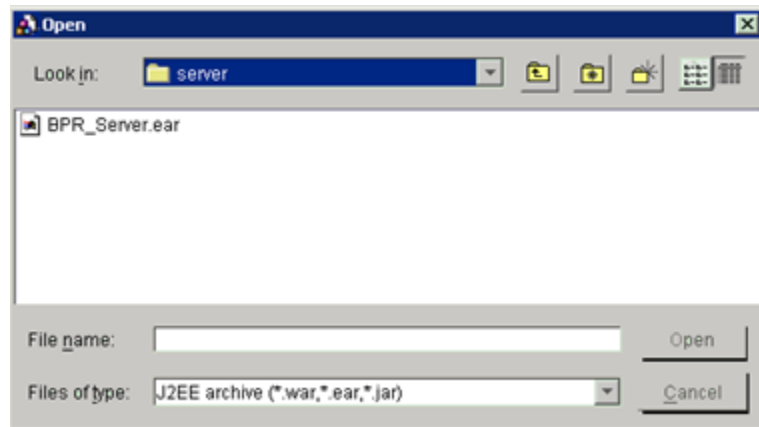 Open
Look in: server
BPR_Server.ear
File name: Open
Files of type: J2EE archive (*.war,*.ear,*.jar) Cancel